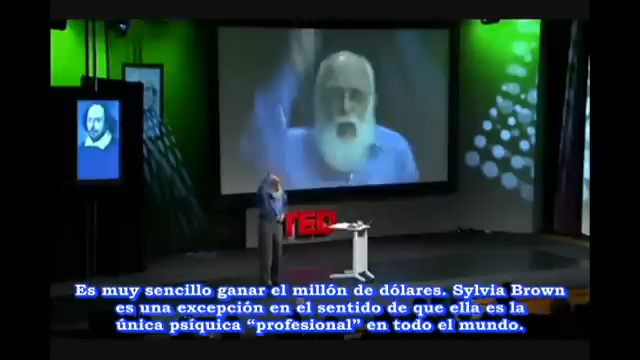 TED
Es muy sencillo ganar el millón de dólares. Sylvia Brown
es una excepción en el sentido de que ella es la
única psíquica “profesional” en todo el mundo.